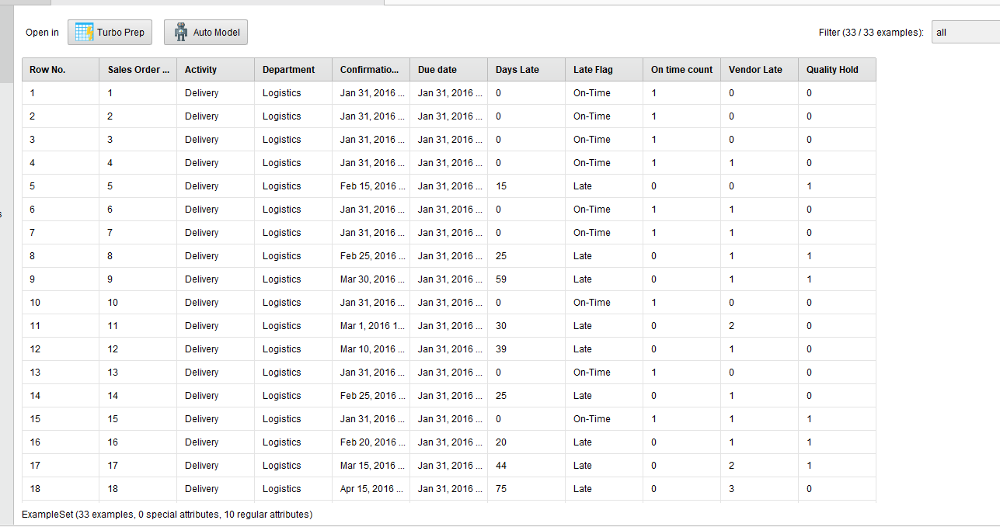 Open in Turbo Prep Auto Model Filter (33 / 33 examples): all
Row No. Sales Order ... Activity Department Confirmatio... Due date Days Late Late Flag On time count Vendor Late Quality Hold
1 1 Delivery Logistics Jan 31, 2016 ... Jan 31, 2016 ... 0 On-Time 1 0 0
2 2 Delivery Logistics Jan 31, 2016 ... Jan 31, 2016 ... 0 On-Time 1 0 0
3 3 Delivery Logistics Jan 31, 2016 ... Jan 31, 2016 ... 0 On-Time 1 0 0
4 4 Delivery Logistics Jan 31, 2016 ... Jan 31, 2016 ... 0 On-Time 1 1 0
5 5 Delivery Logistics Feb 15, 2016 ... Jan 31, 2016 ... 15 Late 0 0 1
6 6 Delivery Logistics Jan 31, 2016 ... Jan 31, 2016 ... 0 On-Time 1 1 0
7 7 Delivery Logistics Jan 31, 2016 ... Jan 31, 2016 ... 0 On-Time 1 1 0
8 8 Delivery Logistics Feb 25, 2016 ... Jan 31, 2016 ... 25 Late 0 1 1
9 9 Delivery Logistics Mar 30, 2016 ... Jan 31, 2016 ... 59 Late 0 1 1
10 10 Delivery Logistics Jan 31, 2016 ... Jan 31, 2016 ... 0 On-Time 1 0 0
11 11 Delivery Logistics Mar 1, 2016 1... Jan 31, 2016 ... 30 Late 0 2 0
12 12 Delivery Logistics Mar 10, 2016 ... Jan 31, 2016 ... 39 Late 0 1 0
13 13 Delivery Logistics Jan 31, 2016 ... Jan 31, 2016 ... 0 On-Time 1 0 0
14 14 Delivery Logistics Feb 25, 2016 ... Jan 31, 2016 ... 25 Late 0 1 0
15 15 Delivery Logistics Jan 31, 2016 ... Jan 31, 2016 ... 0 On-Time 1 1 1
16 16 Delivery Logistics Feb 20, 2016 ... Jan 31, 2016 ... 20 Late 0 1 1
17 17 Delivery Logistics Mar 15, 2016 ... Jan 31, 2016 ... 44 Late 0 2 1
18 18 Delivery Logistics Apr 15, 2016 ... Jan 31, 2016 ... 75 Late 0 3 0
ExampleSet (33 examples, 0 special attributes, 10 regular attributes)